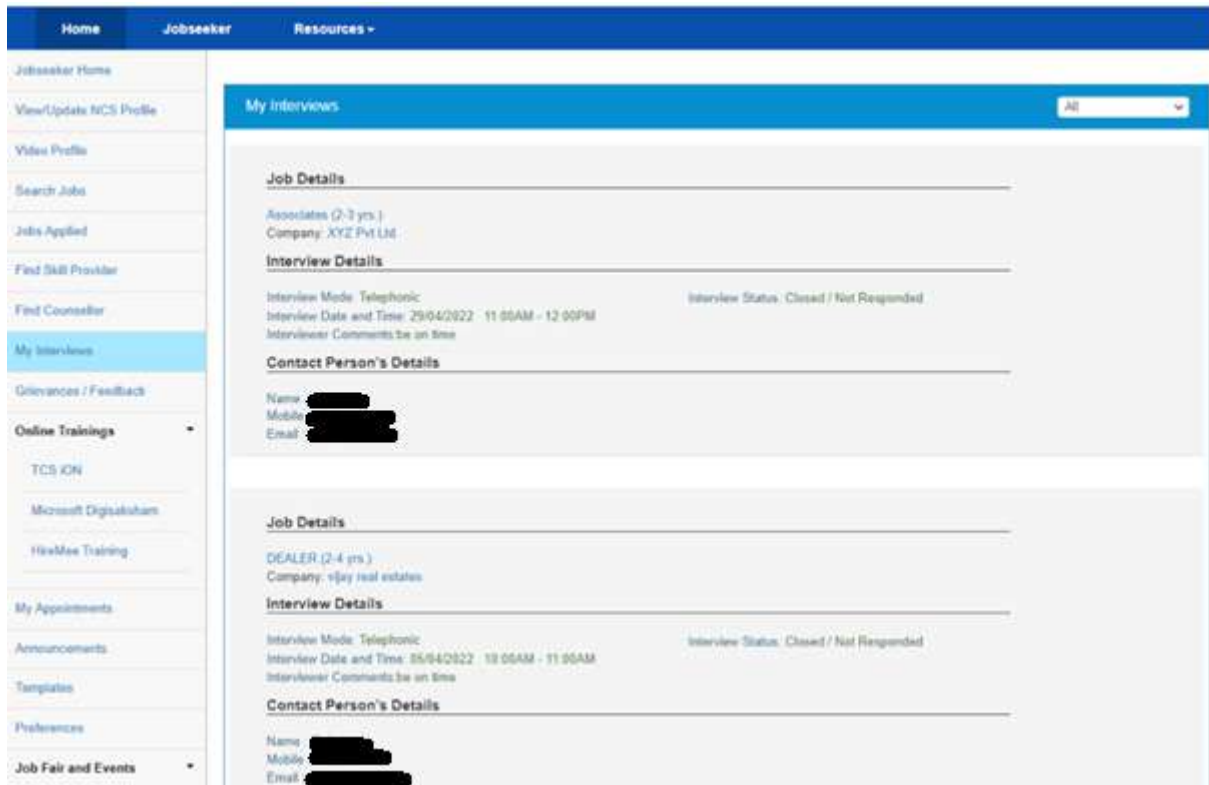 Home Jobseeker Resources
Jobseeker Home
View/Update NCS Profile
Video Profile
Search Jobs
Jobs Applied
Find Skill Provider
Find Counsellor
My Interviews
Grievances / Feedback
Online Trainings
TCS iON
Microsoft Digisaksham
HireMee Training
My Appointments
Announcements
Templates
Preferences
Job Fair and Events
My Interviews All
Job Details
Associates (2-3 yrs.)
Company: XYZ Pvt Ltd
Interview Details
Interview Mode: Telephonic Interview Status: Closed / Not Responded
Interview Date and Time: 29/04/2022 11:00AM - 12:00PM
Interviewer Comments:be on time
Contact Person's Details
Name
Mobile
Email
Job Details
DEALER (2-4 yrs.)
Company: vijay real estates
Interview Details
Interview Mode: Telephonic Interview Status: Closed / Not Responded
Interview Date and Time: 05/04/2022 10:00AM - 11:00AM
Interviewer Comments:be on time
Contact Person's Details
Name
Mobile
Email